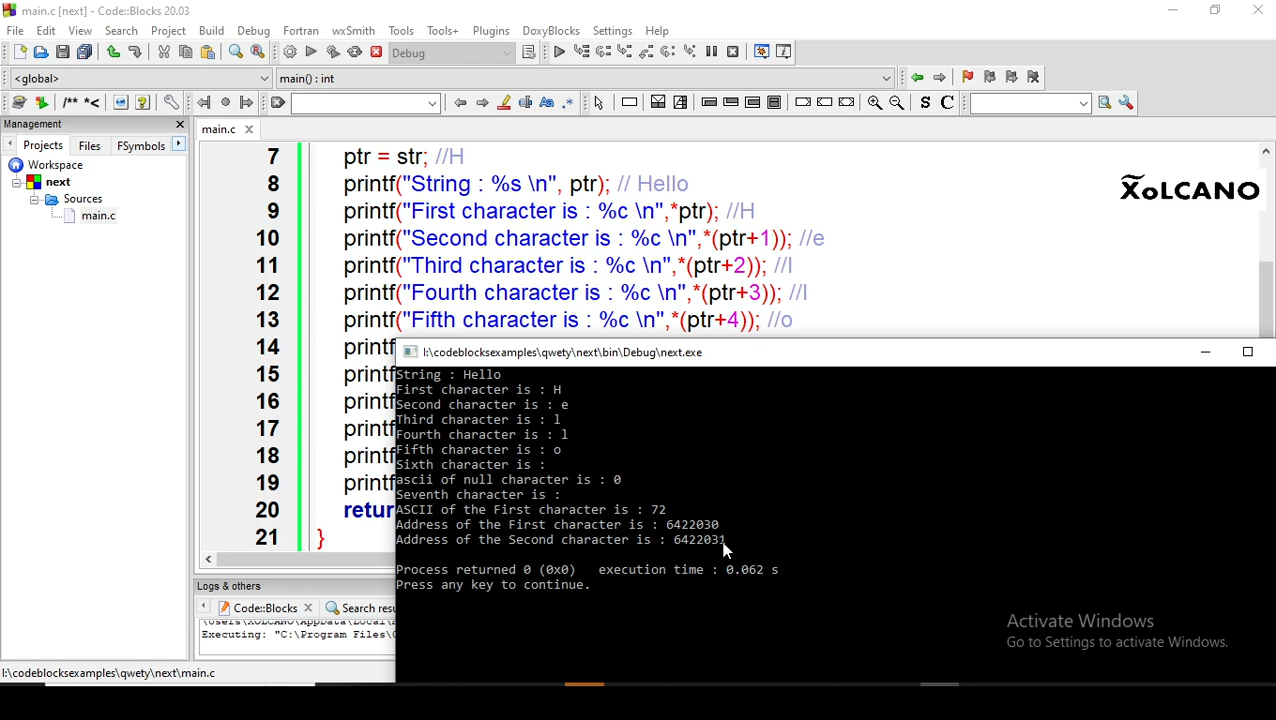 main.c [next] - Code::Blocks 20.03
File Edit View Search Project Build Debug Fortran wxSmith Tools Tools+ Plugins DoxyBlocks Settings Help
Debug
<global> main() : int
/** *< Aa .* S C
Management
Projects Files FSymbols
Workspace
next
Sources
main.c
main.c
XOLCANO
7 ptr = str; //H
8 printf("String : %s \n", ptr); // Hello
9 printf("First character is : %c \n",*ptr); //H
10 printf("Second character is : %c \n",*(ptr+1)); //e
11 printf("Third character is : %c \n",*(ptr+2)); //l
12 printf("Fourth character is : %c \n",*(ptr+3)); //l
13 printf("Fifth character is : %c \n",*(ptr+4)); //o
14 printf
15 printf
16 printf
17 printf
18 printf
19 printf
20 retur
21 }
I:\codeblocksexamples\qwety\next\bin\Debug\next.exe
String : Hello
First character is : H
Second character is : e
Third character is : l
Fourth character is : l
Fifth character is : o
Sixth character is :
ascii of null character is : 0
Seventh character is :
ASCII of the First character is : 72
Address of the First character is : 6422030
Address of the Second character is : 6422031
Process returned 0 (0x0) execution time : 0.062 s
Press any key to continue.
Logs & others
Code::Blocks Search resu
\Users\XOLCANO\AppData\Local\
Executing: "C:\Program Files\C
Activate Windows
Go to Settings to activate Windows.
I:\codeblocksexamples\qwety\next\main.c